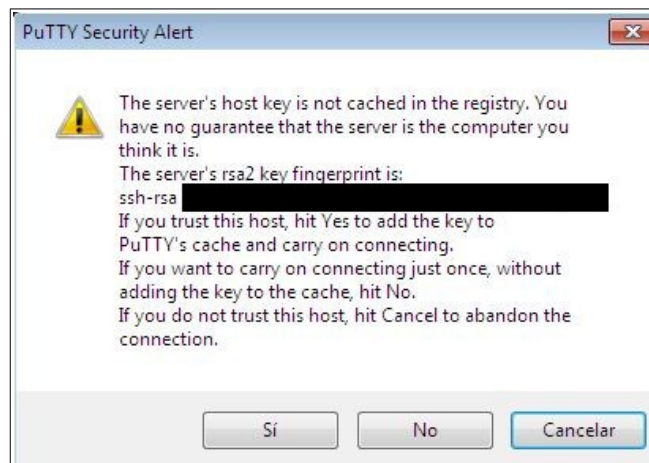 PuTTY Security Alert
The server's host key is not cached in the registry. You
have no guarantee that the server is the computer you
think it is.
The server's rsa2 key fingerprint is:
ssh-rsa
If you trust this host, hit Yes to add the key to
PuTTY's cache and carry on connecting.
If you want to carry on connecting just once, without
adding the key to the cache, hit No.
If you do not trust this host, hit Cancel to abandon the
connection.
Sí
No
Cancelar